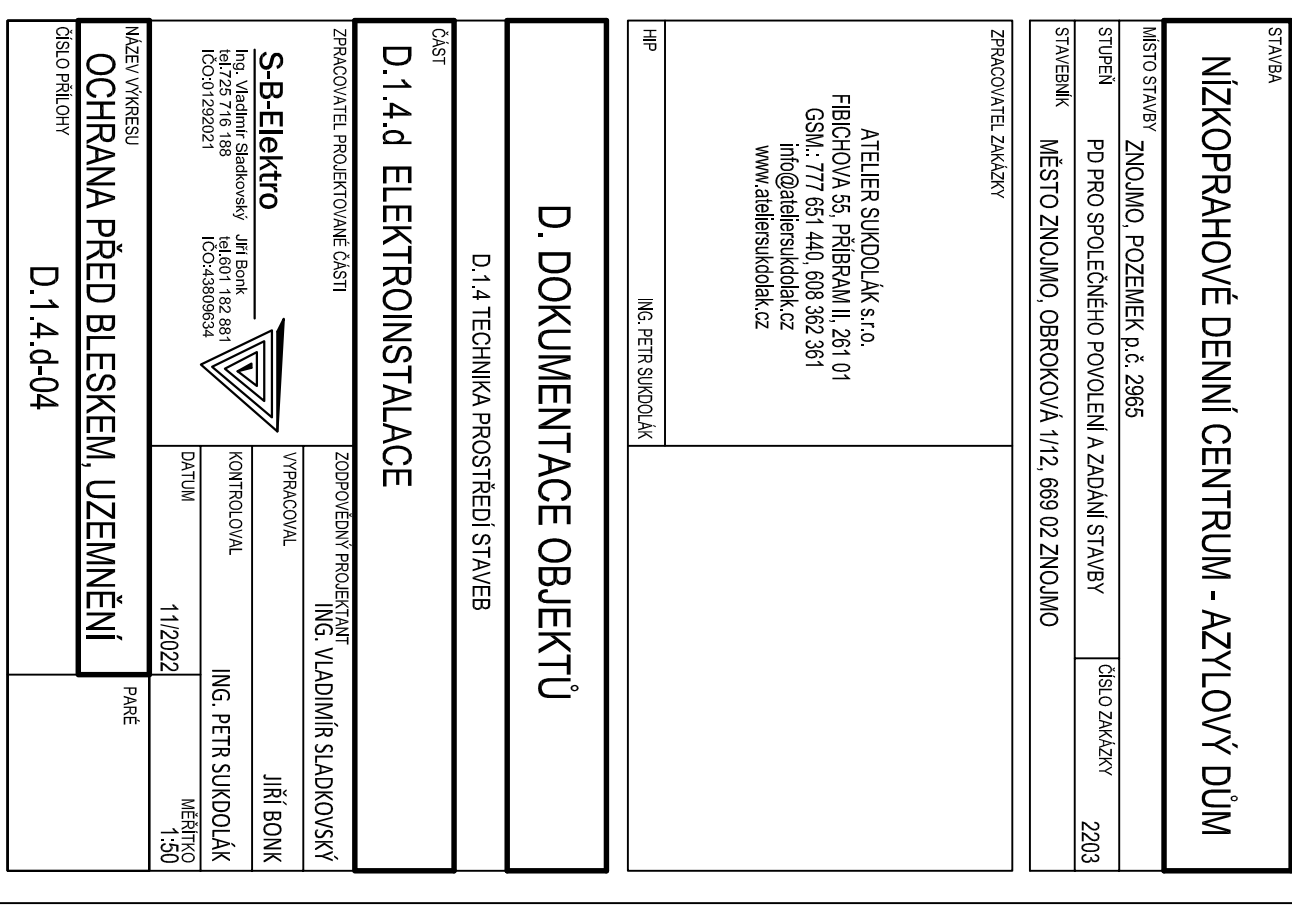 STAVBA
NÍZKOPRAHOVÉ DENNÍ CENTRUM - AZYLOVÝ DŮM
MÍSTO STAVBY
ZNOJMO, POZEMEK p.č. 2965
STUPEŇ
PD PRO SPOLEČNÉHO POVOLENÍ A ZADÁNÍ STAVBY
ČÍSLO ZAKÁZKY
2203
STAVEBNÍK
MĚSTO ZNOJMO, OBROKOVÁ 1/12, 669 02 ZNOJMO
ZPRACOVATEL ZAKÁZKY
ATELIER SUKDOLÁK s.r.o.
FIBICHOVA 55, PŘÍBRAM II, 261 01
GSM.: 777 651 440, 608 362 361
info@ateliersukdolak.cz
www.ateliersukdolak.cz
HIP
ING. PETR SUKDOLÁK
D. DOKUMENTACE OBJEKTŮ
D.1.4 TECHNIKA PROSTŘEDÍ STAVEB
ČÁST
D.1.4.d ELEKTROINSTALACE
ZPRACOVATEL PROJEKTOVANÉ ČÁSTI
S-B-Elektro
Ing. Vladimír Sladkovský Jiří Bonk
tel.725 716 188 tel.601 182 881
IČO:01292021 IČO:43809634
ZODPOVĚDNÝ PROJEKTANT
ING. VLADIMÍR SLADKOVSKÝ
VYPRACOVAL
JIŘÍ BONK
KONTROLOVAL
ING. PETR SUKDOLÁK
DATUM
11/2022
MĚŘÍTKO
1:50
NÁZEV VÝKRESU
OCHRANA PŘED BLESKEM, UZEMNĚNÍ
ČÍSLO PŘÍLOHY
D.1.4.d-04
PARÉ